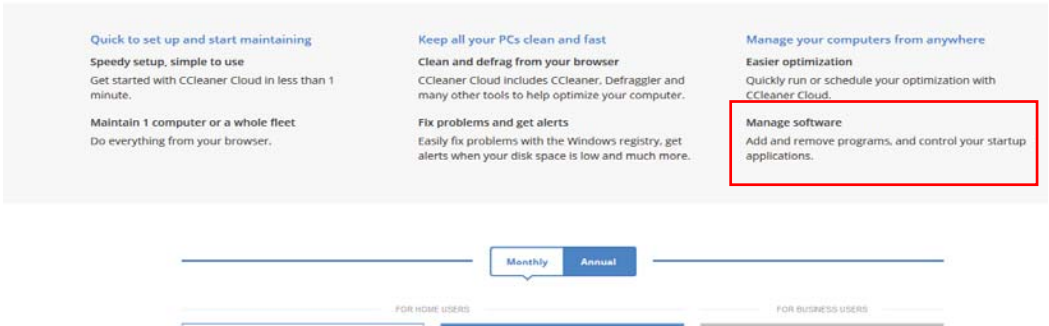 Quick to set up and start maintaining
Speedy setup, simple to use
Get started with CCleaner Cloud in less than 1
minute.
Maintain 1 computer or a whole fleet
Do everything from your browser.
Keep all your PCs clean and fast
Clean and defrag from your browser
CCleaner Cloud includes CCleaner, Defraggler and
many other tools to help optimize your computer.
Fix problems and get alerts
Easily fix problems with the Windows registry, get
alerts when your disk space is low and much more.
Manage your computers from anywhere
Easier optimization
Quickly run or schedule your optimization with
CCleaner Cloud.
Manage software
Add and remove programs, and control your startup
applications.
Monthly
Annual
FOR HOME USERS
FOR BUSINESS USERS